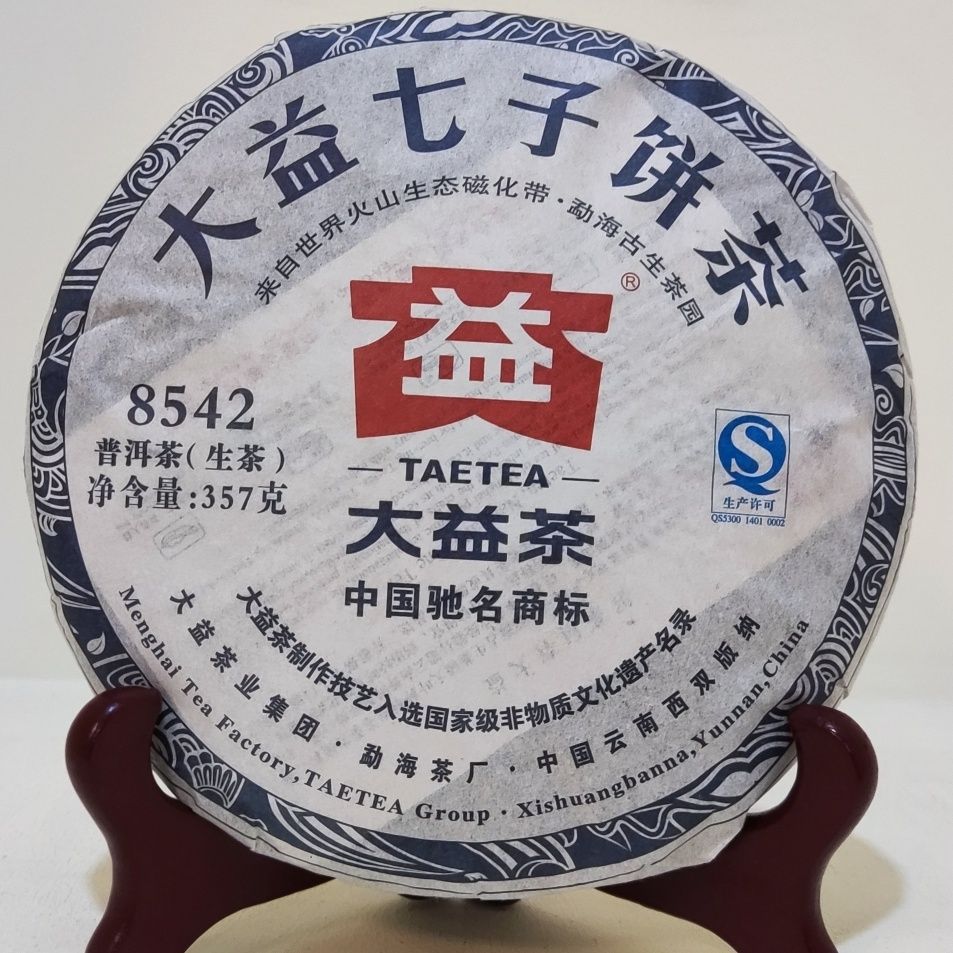 大益七子饼茶
来自世界火山生态磁化带·勐海古生茶园
益
®
8542
普洱茶(生茶)
净含量:357克
TAETEA
大益茶
中国驰名商标
生产许可
QS5300 1401 0002
大益茶制作技艺入选国家级非物质文化遗产名录
大益茶业集团·勐海茶厂·中国云南西双版纳
Menghai Tea Factory,TAETEA Group·Xishuangbanna,Yunnan,China